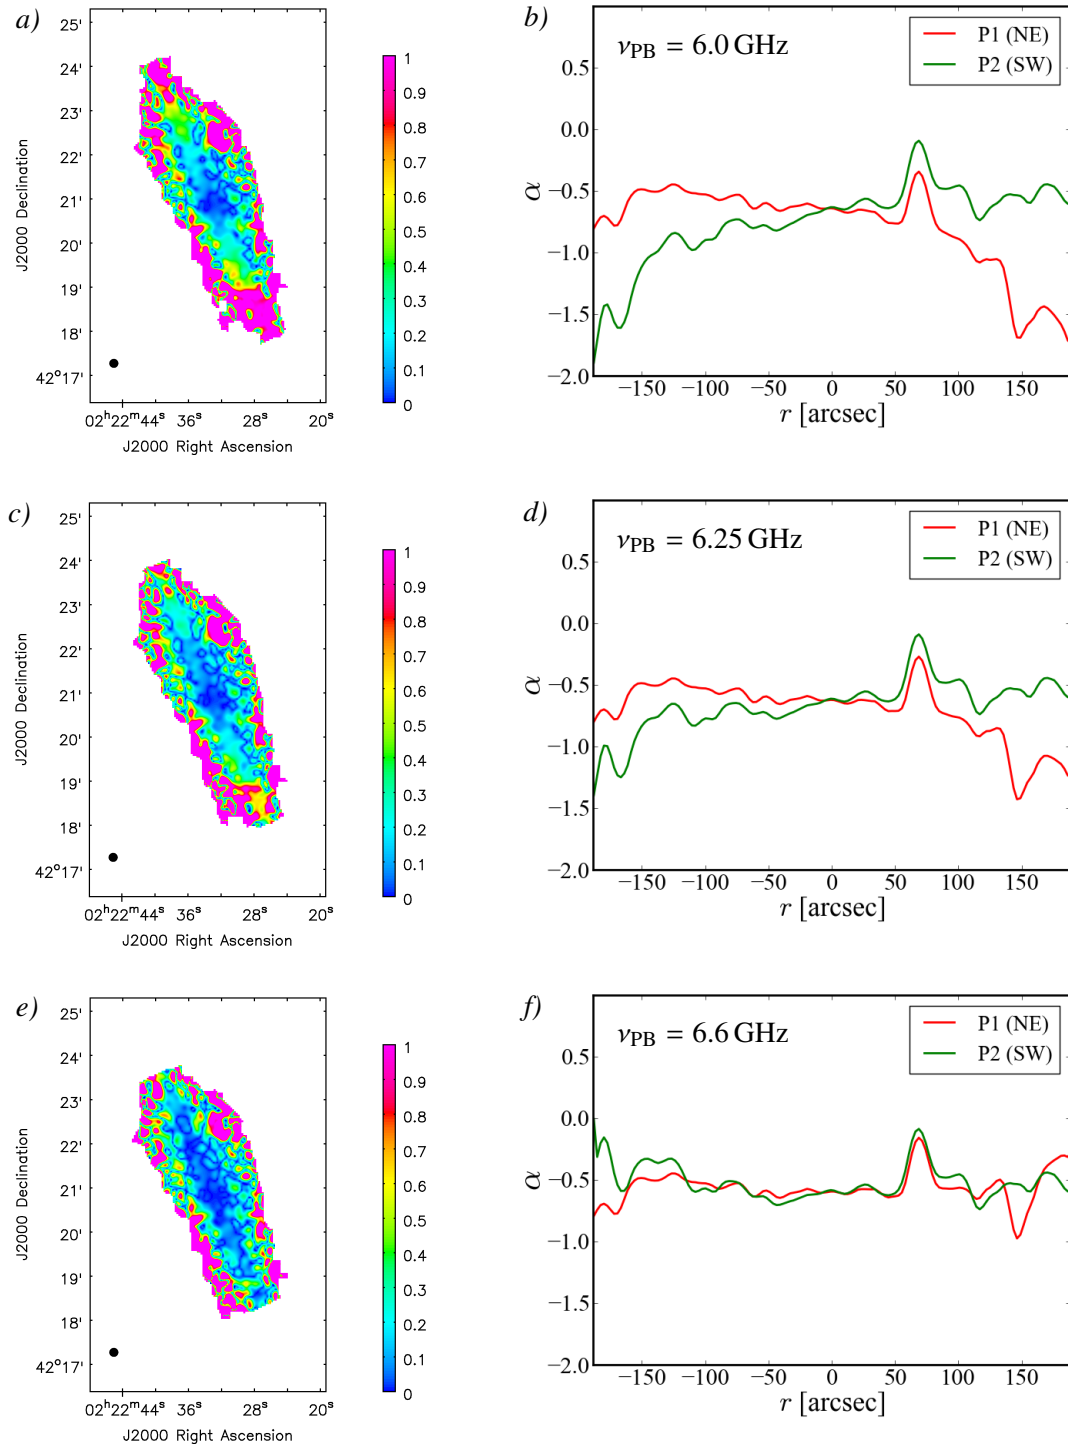 a)
25'
24'
23'
22'
21'
20'
19'
18'
42°17'
J2000 Declination
02ʰ22ᵐ44ˢ 36ˢ 28ˢ 20ˢ
J2000 Right Ascension
1
0.9
0.8
0.7
0.6
0.5
0.4
0.3
0.2
0.1
0
b)
νPB = 6.0 GHz
P1 (NE)
P2 (SW)
0.5
0.0
−0.5
−1.0
−1.5
−2.0
α
−150 −100 −50 0 50 100 150
r [arcsec]
c)
25'
24'
23'
22'
21'
20'
19'
18'
42°17'
J2000 Declination
02ʰ22ᵐ44ˢ 36ˢ 28ˢ 20ˢ
J2000 Right Ascension
1
0.9
0.8
0.7
0.6
0.5
0.4
0.3
0.2
0.1
0
d)
νPB = 6.25 GHz
P1 (NE)
P2 (SW)
0.5
0.0
−0.5
−1.0
−1.5
−2.0
α
−150 −100 −50 0 50 100 150
r [arcsec]
e)
25'
24'
23'
22'
21'
20'
19'
18'
42°17'
J2000 Declination
02ʰ22ᵐ44ˢ 36ˢ 28ˢ 20ˢ
J2000 Right Ascension
1
0.9
0.8
0.7
0.6
0.5
0.4
0.3
0.2
0.1
0
f)
νPB = 6.6 GHz
P1 (NE)
P2 (SW)
0.5
0.0
−0.5
−1.0
−1.5
−2.0
α
−150 −100 −50 0 50 100 150
r [arcsec]